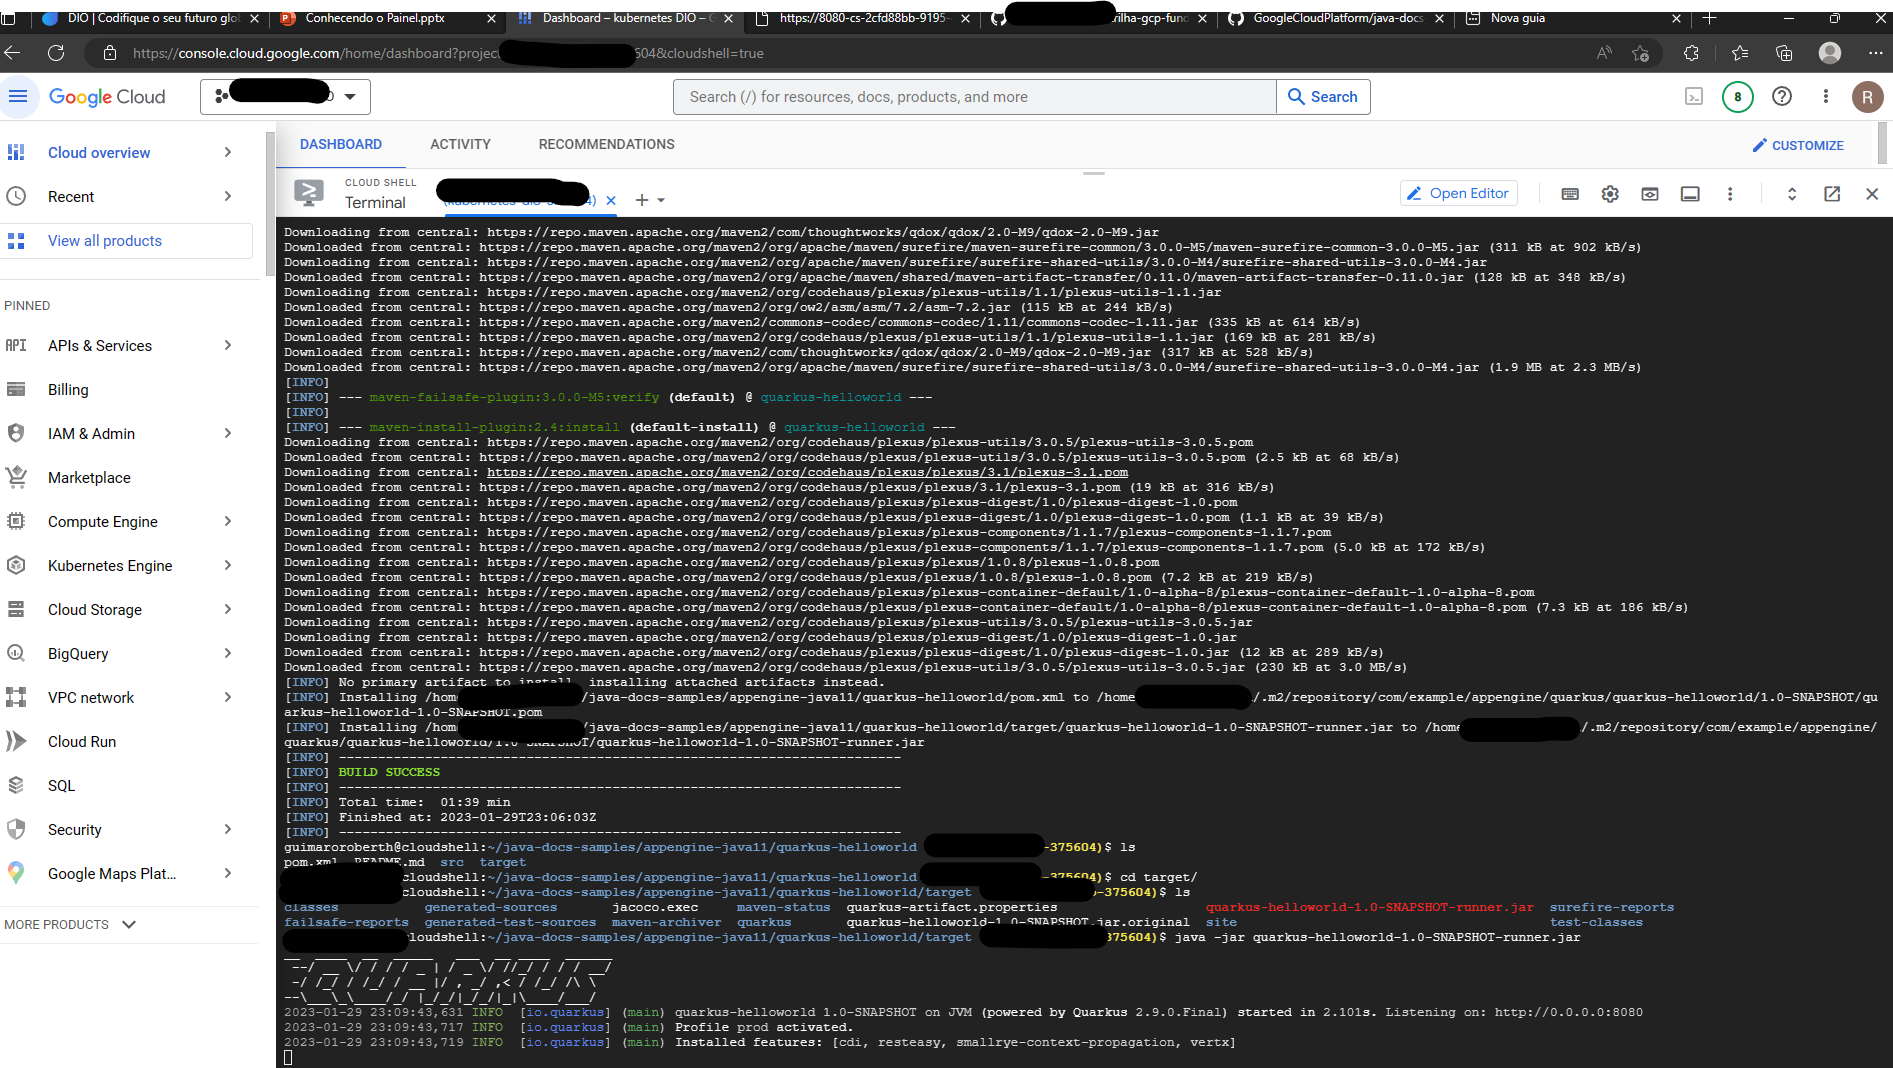 DIO | Codifique o seu futuro glo
Conhecendo o Painel.pptx
Dashboard – kubernetes DIO – G
https://8080-cs-2cfd88bb-9195-
rilha-gcp-fund
GoogleCloudPlatform/java-docs-
Nova guia
https://console.cloud.google.com/home/dashboard?projec 604&cloudshell=true
Google Cloud
Search (/) for resources, docs, products, and more
Search
8
R
Cloud overview
Recent
View all products
PINNED
APIs & Services
Billing
IAM & Admin
Marketplace
Compute Engine
Kubernetes Engine
Cloud Storage
BigQuery
VPC network
Cloud Run
SQL
Security
Google Maps Plat...
MORE PRODUCTS
DASHBOARD
ACTIVITY
RECOMMENDATIONS
CUSTOMIZE
CLOUD SHELL
Terminal
Open Editor
Downloading from central: https://repo.maven.apache.org/maven2/com/thoughtworks/qdox/qdox/2.0-M9/qdox-2.0-M9.jar
Downloaded from central: https://repo.maven.apache.org/maven2/org/apache/maven/surefire/maven-surefire-common/3.0.0-M5/maven-surefire-common-3.0.0-M5.jar (311 kB at 902 kB/s)
Downloading from central: https://repo.maven.apache.org/maven2/org/apache/maven/surefire/surefire-shared-utils/3.0.0-M4/surefire-shared-utils-3.0.0-M4.jar
Downloaded from central: https://repo.maven.apache.org/maven2/org/apache/maven/shared/maven-artifact-transfer/0.11.0/maven-artifact-transfer-0.11.0.jar (128 kB at 348 kB/s)
Downloading from central: https://repo.maven.apache.org/maven2/org/codehaus/plexus/plexus-utils/1.1/plexus-utils-1.1.jar
Downloaded from central: https://repo.maven.apache.org/maven2/org/ow2/asm/asm/7.2/asm-7.2.jar (115 kB at 244 kB/s)
Downloaded from central: https://repo.maven.apache.org/maven2/commons-codec/commons-codec/1.11/commons-codec-1.11.jar (335 kB at 614 kB/s)
Downloaded from central: https://repo.maven.apache.org/maven2/org/codehaus/plexus/plexus-utils/1.1/plexus-utils-1.1.jar (169 kB at 281 kB/s)
Downloaded from central: https://repo.maven.apache.org/maven2/com/thoughtworks/qdox/qdox/2.0-M9/qdox-2.0-M9.jar (317 kB at 528 kB/s)
Downloaded from central: https://repo.maven.apache.org/maven2/org/apache/maven/surefire/surefire-shared-utils/3.0.0-M4/surefire-shared-utils-3.0.0-M4.jar (1.9 MB at 2.3 MB/s)
[INFO]
[INFO] --- maven-failsafe-plugin:3.0.0-M5:verify (default) @ quarkus-helloworld ---
[INFO]
[INFO] --- maven-install-plugin:2.4:install (default-install) @ quarkus-helloworld ---
Downloading from central: https://repo.maven.apache.org/maven2/org/codehaus/plexus/plexus-utils/3.0.5/plexus-utils-3.0.5.pom
Downloaded from central: https://repo.maven.apache.org/maven2/org/codehaus/plexus/plexus-utils/3.0.5/plexus-utils-3.0.5.pom (2.5 kB at 68 kB/s)
Downloading from central: https://repo.maven.apache.org/maven2/org/codehaus/plexus/plexus/3.1/plexus-3.1.pom
Downloaded from central: https://repo.maven.apache.org/maven2/org/codehaus/plexus/plexus/3.1/plexus-3.1.pom (19 kB at 316 kB/s)
Downloading from central: https://repo.maven.apache.org/maven2/org/codehaus/plexus/plexus-digest/1.0/plexus-digest-1.0.pom
Downloaded from central: https://repo.maven.apache.org/maven2/org/codehaus/plexus/plexus-digest/1.0/plexus-digest-1.0.pom (1.1 kB at 39 kB/s)
Downloading from central: https://repo.maven.apache.org/maven2/org/codehaus/plexus/plexus-components/1.1.7/plexus-components-1.1.7.pom
Downloaded from central: https://repo.maven.apache.org/maven2/org/codehaus/plexus/plexus-components/1.1.7/plexus-components-1.1.7.pom (5.0 kB at 172 kB/s)
Downloading from central: https://repo.maven.apache.org/maven2/org/codehaus/plexus/plexus/1.0.8/plexus-1.0.8.pom
Downloaded from central: https://repo.maven.apache.org/maven2/org/codehaus/plexus/plexus/1.0.8/plexus-1.0.8.pom (7.2 kB at 219 kB/s)
Downloading from central: https://repo.maven.apache.org/maven2/org/codehaus/plexus/plexus-container-default/1.0-alpha-8/plexus-container-default-1.0-alpha-8.pom
Downloaded from central: https://repo.maven.apache.org/maven2/org/codehaus/plexus/plexus-container-default/1.0-alpha-8/plexus-container-default-1.0-alpha-8.pom (7.3 kB at 186 kB/s)
Downloading from central: https://repo.maven.apache.org/maven2/org/codehaus/plexus/plexus-utils/3.0.5/plexus-utils-3.0.5.jar
Downloading from central: https://repo.maven.apache.org/maven2/org/codehaus/plexus/plexus-digest/1.0/plexus-digest-1.0.jar
Downloaded from central: https://repo.maven.apache.org/maven2/org/codehaus/plexus/plexus-digest/1.0/plexus-digest-1.0.jar (12 kB at 289 kB/s)
Downloaded from central: https://repo.maven.apache.org/maven2/org/codehaus/plexus/plexus-utils/3.0.5/plexus-utils-3.0.5.jar (230 kB at 3.0 MB/s)
[INFO] No primary artifact to install, installing attached artifacts instead.
[INFO] Installing /hom /java-docs-samples/appengine-java11/quarkus-helloworld/pom.xml to /home /.m2/repository/com/example/appengine/quarkus/quarkus-helloworld/1.0-SNAPSHOT/qu
arkus-helloworld-1.0-SNAPSHOT.pom
[INFO] Installing /hom /java-docs-samples/appengine-java11/quarkus-helloworld/target/quarkus-helloworld-1.0-SNAPSHOT-runner.jar to /home /.m2/repository/com/example/appengine/
quarkus/quarkus-helloworld/1.0-SNAPSHOT/quarkus-helloworld-1.0-SNAPSHOT-runner.jar
[INFO] ------------------------------------------------------------------------
[INFO] BUILD SUCCESS
[INFO] ------------------------------------------------------------------------
[INFO] Total time:  01:39 min
[INFO] Finished at: 2023-01-29T23:06:03Z
[INFO] ------------------------------------------------------------------------
guimaroroberth@cloudshell:~/java-docs-samples/appengine-java11/quarkus-helloworld -375604)$ ls
pom.xml README.md src target
cloudshell:~/java-docs-samples/appengine-java11/quarkus-helloworld -375604)$ cd target/
cloudshell:~/java-docs-samples/appengine-java11/quarkus-helloworld/target -375604)$ ls
classes generated-sources jacoco.exec maven-status quarkus-artifact.properties quarkus-helloworld-1.0-SNAPSHOT-runner.jar surefire-reports
failsafe-reports generated-test-sources maven-archiver quarkus quarkus-helloworld-1.0-SNAPSHOT.jar.original site test-classes
loudshell:~/java-docs-samples/appengine-java11/quarkus-helloworld/target 375604)$ java -jar quarkus-helloworld-1.0-SNAPSHOT-runner.jar
2023-01-29 23:09:43,631 INFO [io.quarkus] (main) quarkus-helloworld 1.0-SNAPSHOT on JVM (powered by Quarkus 2.9.0.Final) started in 2.101s. Listening on: http://0.0.0.0:8080
2023-01-29 23:09:43,717 INFO [io.quarkus] (main) Profile prod activated.
2023-01-29 23:09:43,719 INFO [io.quarkus] (main) Installed features: [cdi, resteasy, smallrye-context-propagation, vertx]